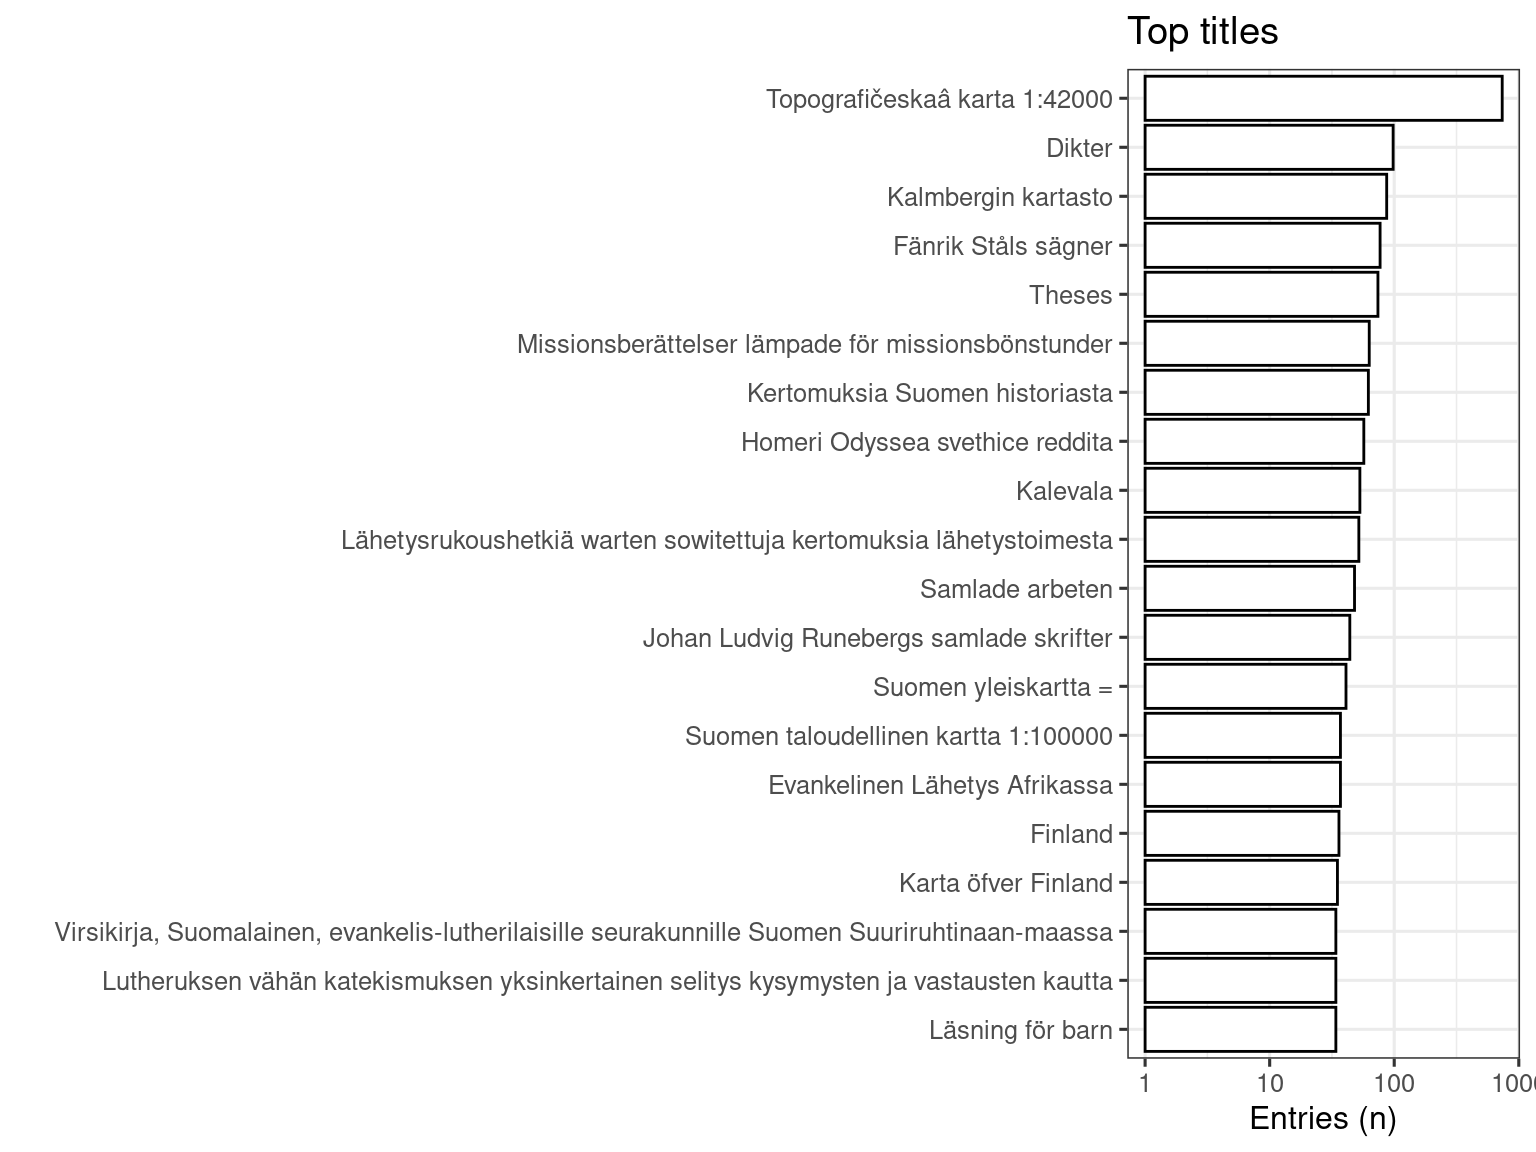 Top titles
Topografičeskaâ karta 1:42000
Dikter
Kalmbergin kartasto
Fänrik Ståls sägner
Theses
Missionsberättelser lämpade för missionsbönstunder
Kertomuksia Suomen historiasta
Homeri Odyssea svethice reddita
Kalevala
Lähetysrukoushetkiä warten sowitettuja kertomuksia lähetystoimesta
Samlade arbeten
Johan Ludvig Runebergs samlade skrifter
Suomen yleiskartta =
Suomen taloudellinen kartta 1:100000
Evankelinen Lähetys Afrikassa
Finland
Karta öfver Finland
Virsikirja, Suomalainen, evankelis-lutherilaisille seurakunnille Suomen Suuriruhtinaan-maassa
Lutheruksen vähän katekismuksen yksinkertainen selitys kysymysten ja vastausten kautta
Läsning för barn
1 10 100 1000
Entries (n)